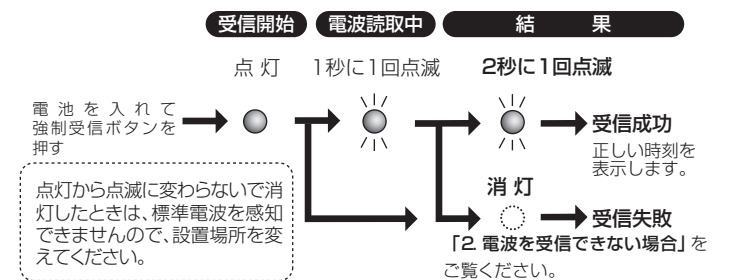 受信開始
電波読取中
結果
点 灯
1秒に1回点滅
2秒に1回点滅
電池を入れて
強制受信ボタンを
押す
受信成功
正しい時刻を
表示します。
点灯から点滅に変わらないで消
灯したときは、標準電波を感知
できませんので、設置場所を変
えてください。
消 灯
受信失敗
「2. 電波を受信できない場合」を
ご覧ください。